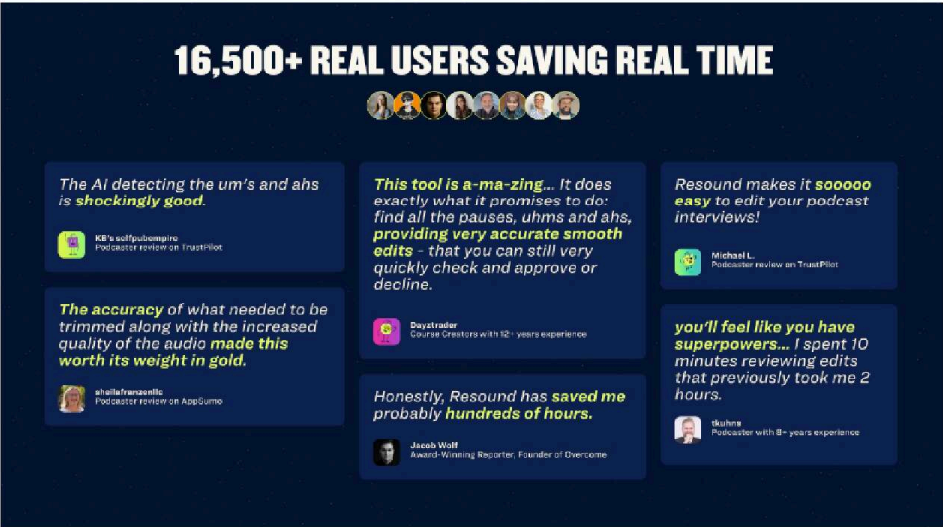 16,500+ REAL USERS SAVING REAL TIME
The AI detecting the um's and ahs
is shockingly good.
KB's selfpubempire
Podcaster review on TrustPilot
The accuracy of what needed to be
trimmed along with the increased
quality of the audio made this
worth its weight in gold.
sheilafranzenllc
Podcaster review on AppSumo
This tool is a-ma-zing... It does
exactly what it promises to do:
find all the pauses, uhms and ahs,
providing very accurate smooth
edits - that you can still very
quickly check and approve or
decline.
Dayztrader
Course Creators with 12+ years experience
Honestly, Resound has saved me
probably hundreds of hours.
Jacob Wolf
Award-Winning Reporter, Founder of Overcome
Resound makes it sooooo
easy to edit your podcast
interviews!
Michael L.
Podcaster review on TrustPilot
you'll feel like you have
superpowers... I spent 10
minutes reviewing edits
that previously took me 2
hours.
tkuhns
Podcaster with 8+ years experience